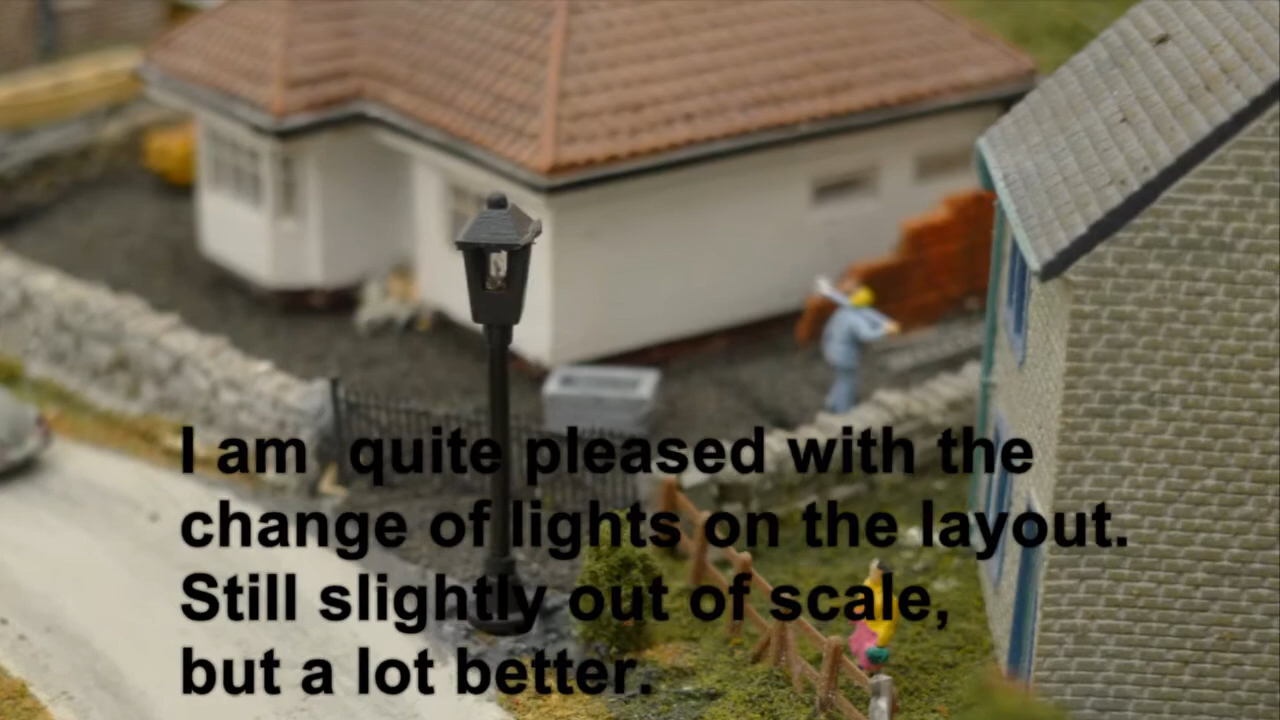 I am  quite pleased with the
change of lights on the layout.
Still slightly out of scale,
but a lot better.